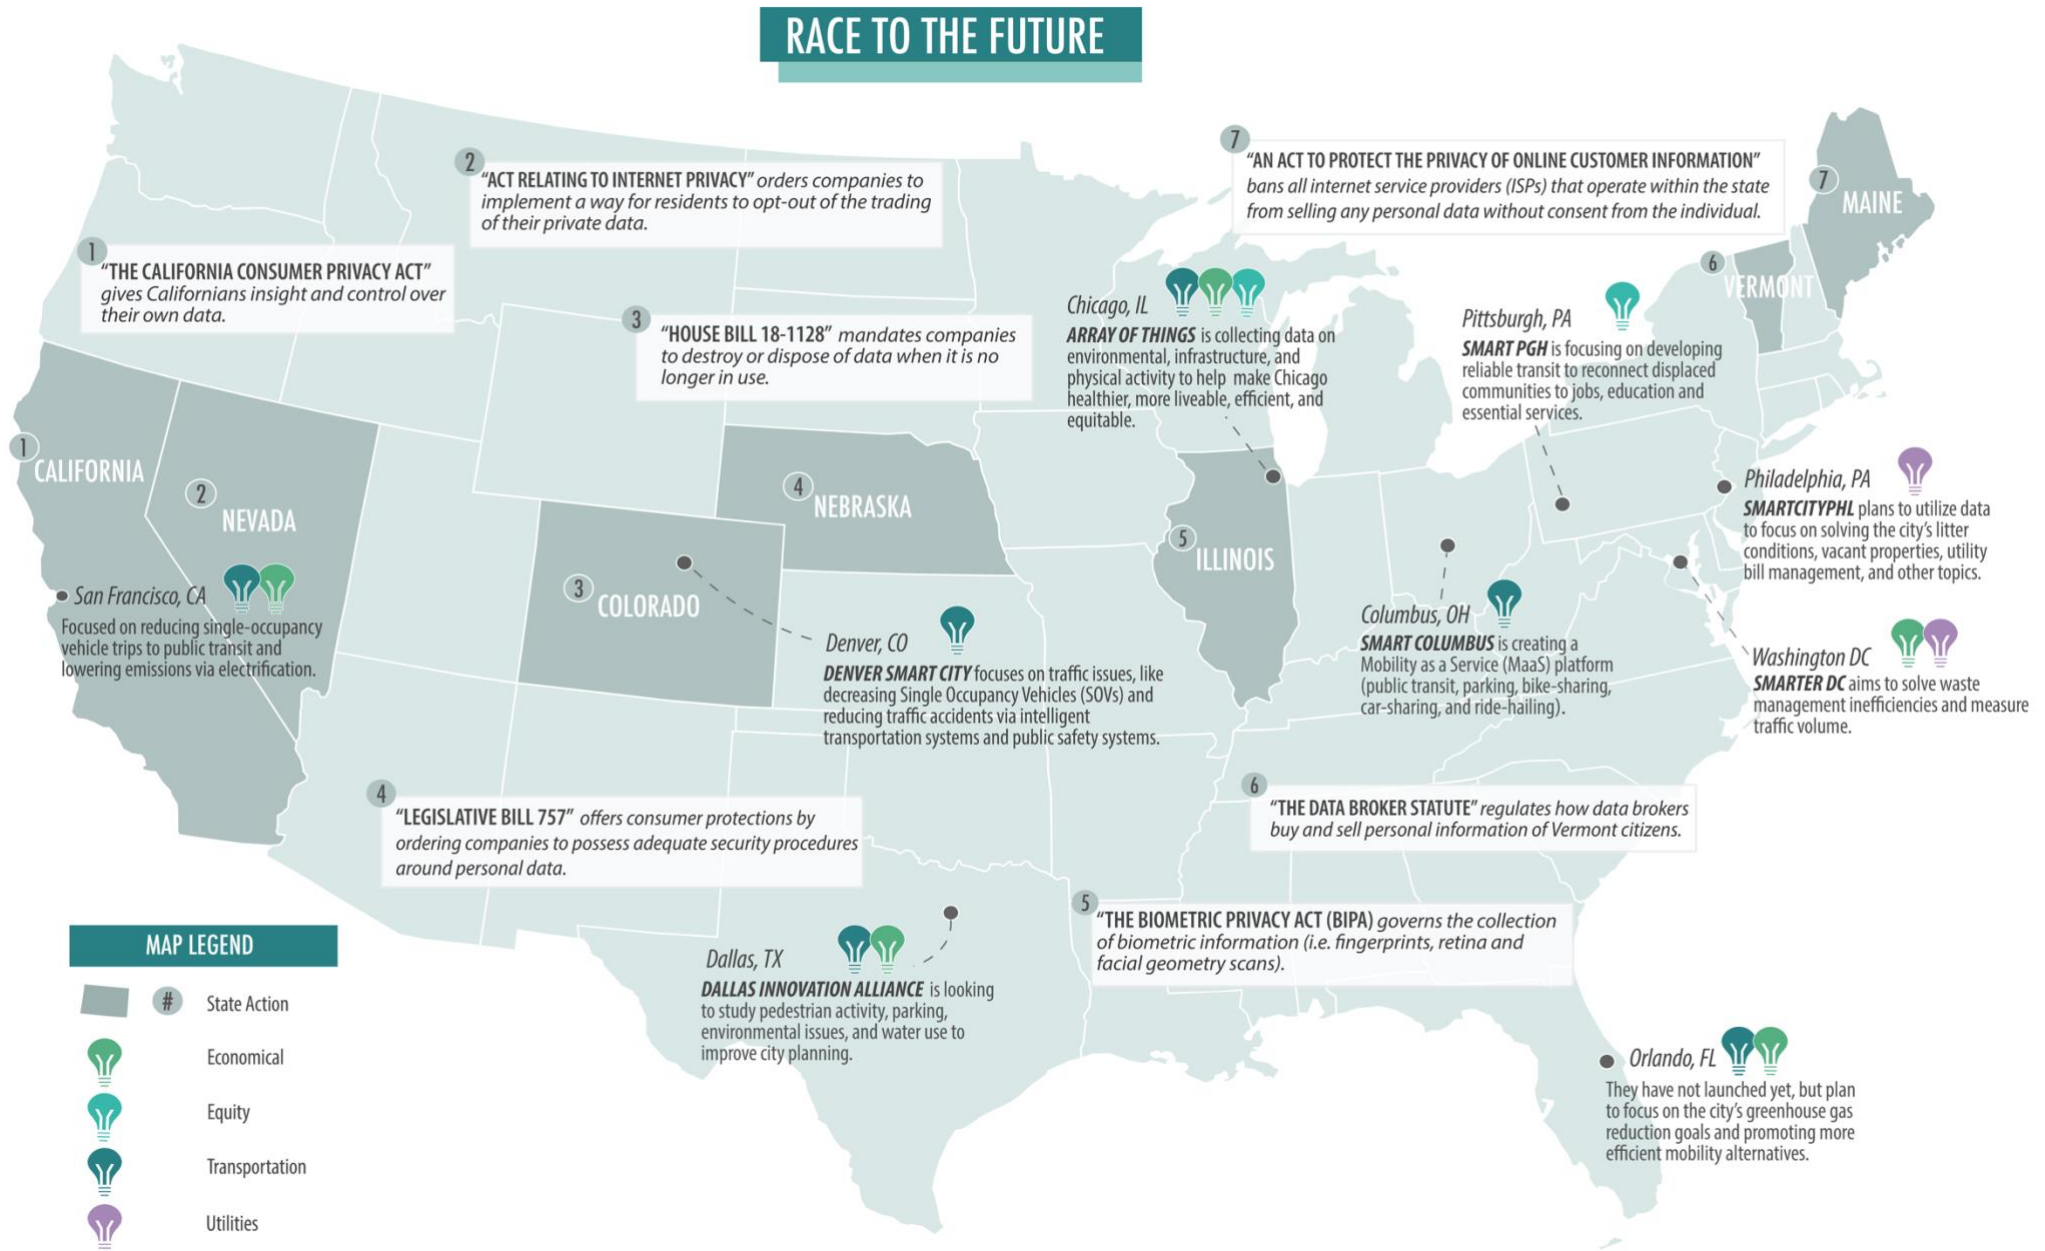 RACE TO THE FUTURE
2
“ACT RELATING TO INTERNET PRIVACY” orders companies to
implement a way for residents to opt-out of the trading
of their private data.
7
“AN ACT TO PROTECT THE PRIVACY OF ONLINE CUSTOMER INFORMATION”
bans all internet service providers (ISPs) that operate within the state
from selling any personal data without consent from the individual.
7
MAINE
1
“THE CALIFORNIA CONSUMER PRIVACY ACT”
gives Californians insight and control over
their own data.
3
“HOUSE BILL 18-1128” mandates companies
to destroy or dispose of data when it is no
longer in use.
Chicago, IL
ARRAY OF THINGS is collecting data on
environmental, infrastructure, and
physical activity to help make Chicago
healthier, more liveable, efficient, and
equitable.
Pittsburgh, PA
SMART PGH is focusing on developing
reliable transit to reconnect displaced
communities to jobs, education and
essential services.
6
VERMONT
1
CALIFORNIA
2
NEVADA
4
NEBRASKA
5
ILLINOIS
3
COLORADO
Philadelphia, PA
SMARTCITYPHL plans to utilize data
to focus on solving the city’s litter
conditions, vacant properties, utility
bill management, and other topics.
San Francisco, CA
Focused on reducing single-occupancy
vehicle trips to public transit and
lowering emissions via electrification.
Denver, CO
DENVER SMART CITY focuses on traffic issues, like
decreasing Single Occupancy Vehicles (SOVs) and
reducing traffic accidents via intelligent
transportation systems and public safety systems.
Columbus, OH
SMART COLUMBUS is creating a
Mobility as a Service (MaaS) platform
(public transit, parking, bike-sharing,
car-sharing, and ride-hailing).
Washington DC
SMARTER DC aims to solve waste
management inefficiencies and measure
traffic volume.
4
“LEGISLATIVE BILL 757” offers consumer protections by
ordering companies to possess adequate security procedures
around personal data.
6
“THE DATA BROKER STATUTE” regulates how data brokers
buy and sell personal information of Vermont citizens.
5
“THE BIOMETRIC PRIVACY ACT (BIPA) governs the collection
of biometric information (i.e. fingerprints, retina and
facial geometry scans).
Dallas, TX
DALLAS INNOVATION ALLIANCE is looking
to study pedestrian activity, parking,
environmental issues, and water use to
improve city planning.
Orlando, FL
They have not launched yet, but plan
to focus on the city’s greenhouse gas
reduction goals and promoting more
efficient mobility alternatives.
MAP LEGEND
# State Action
Economical
Equity
Transportation
Utilities